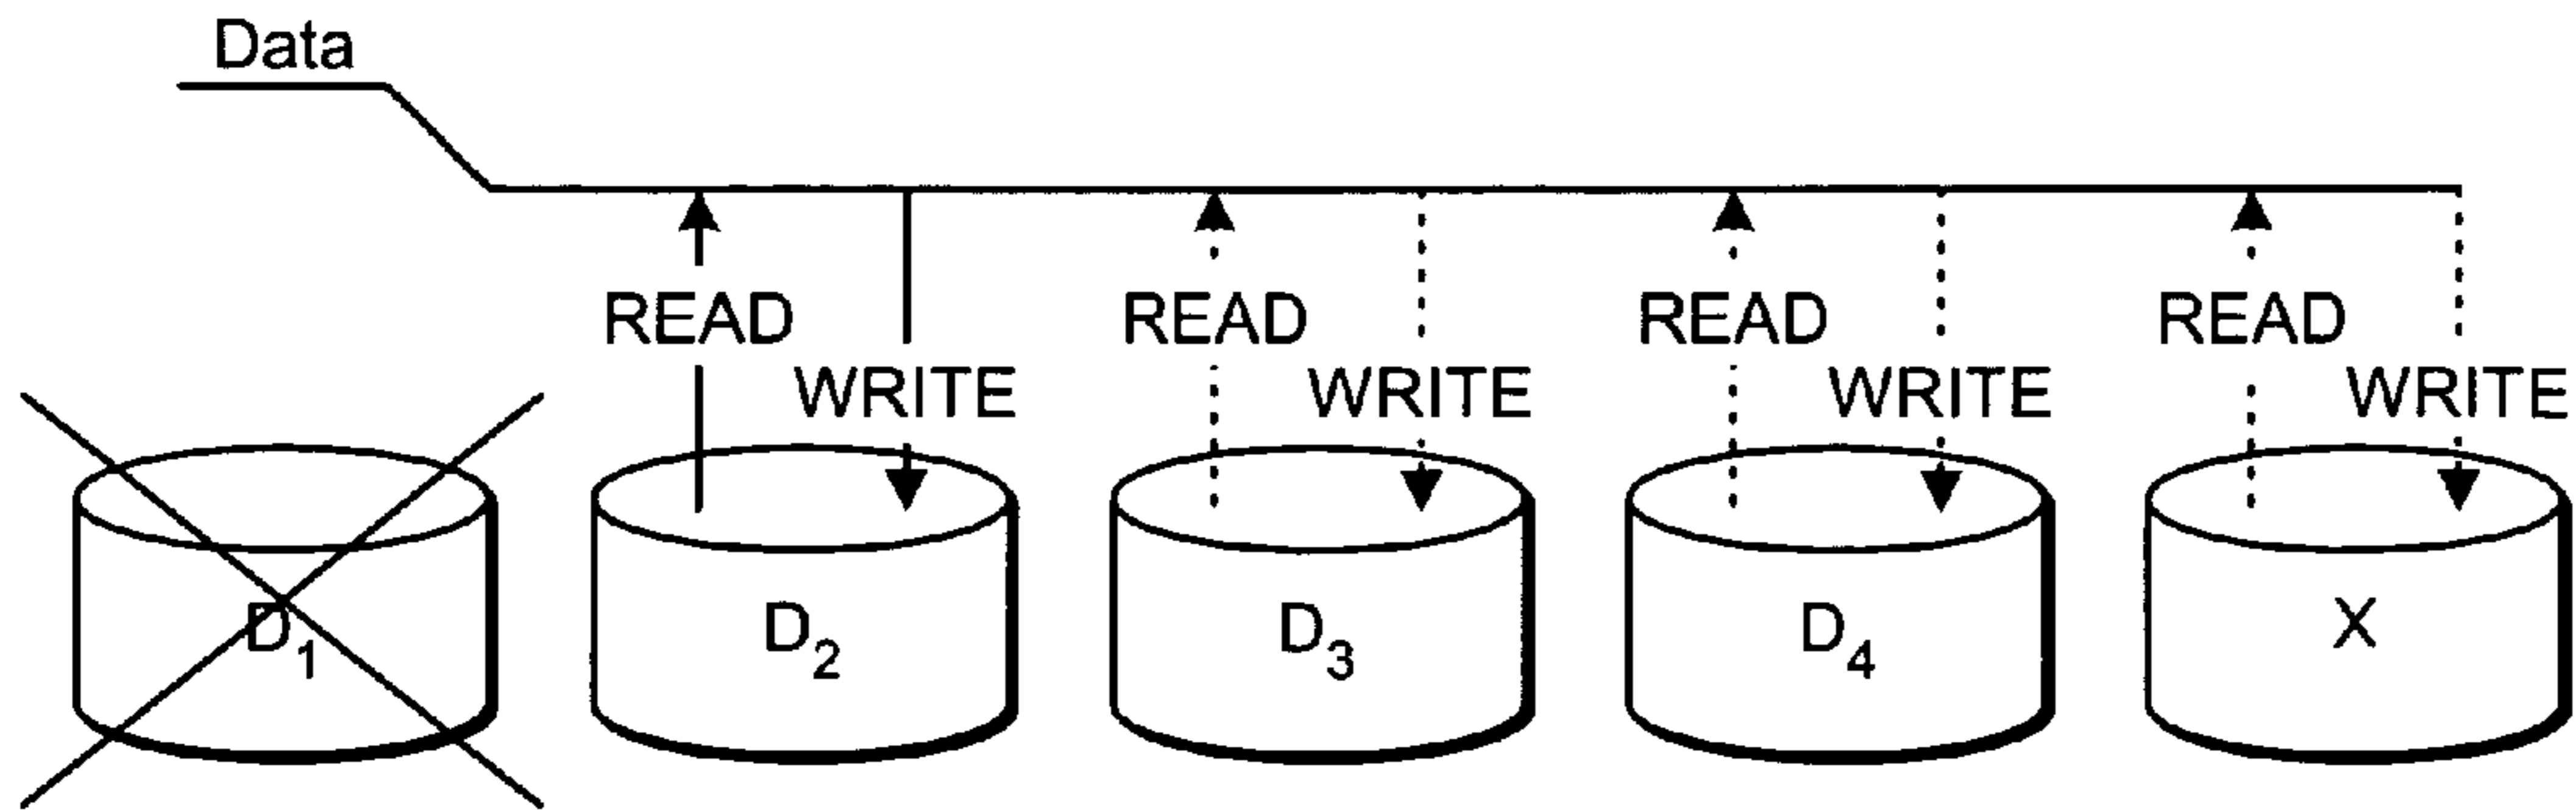 Data
READ READ READ READ
WRITE WRITE WRITE WRITE
D₁ D₂ D₃ D₄ X